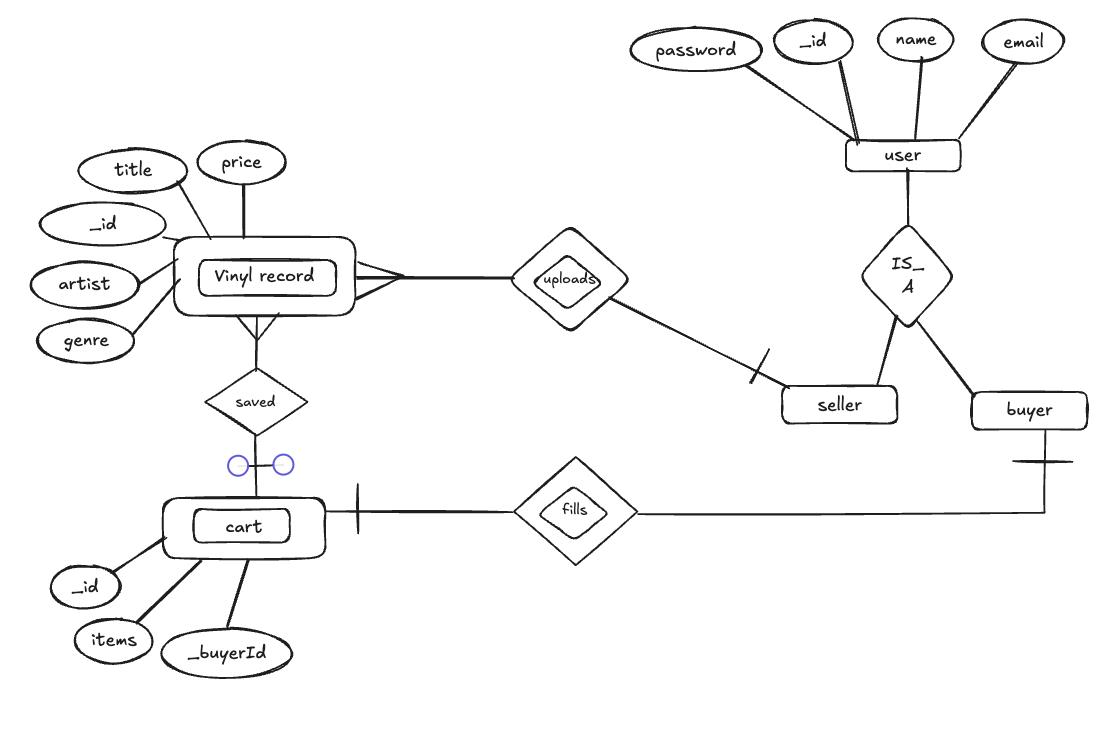 password
_id
name
email
user
title
price
_id
artist
genre
Vinyl record
uploads
IS_
A
seller
buyer
saved
fills
cart
_id
items
_buyerId